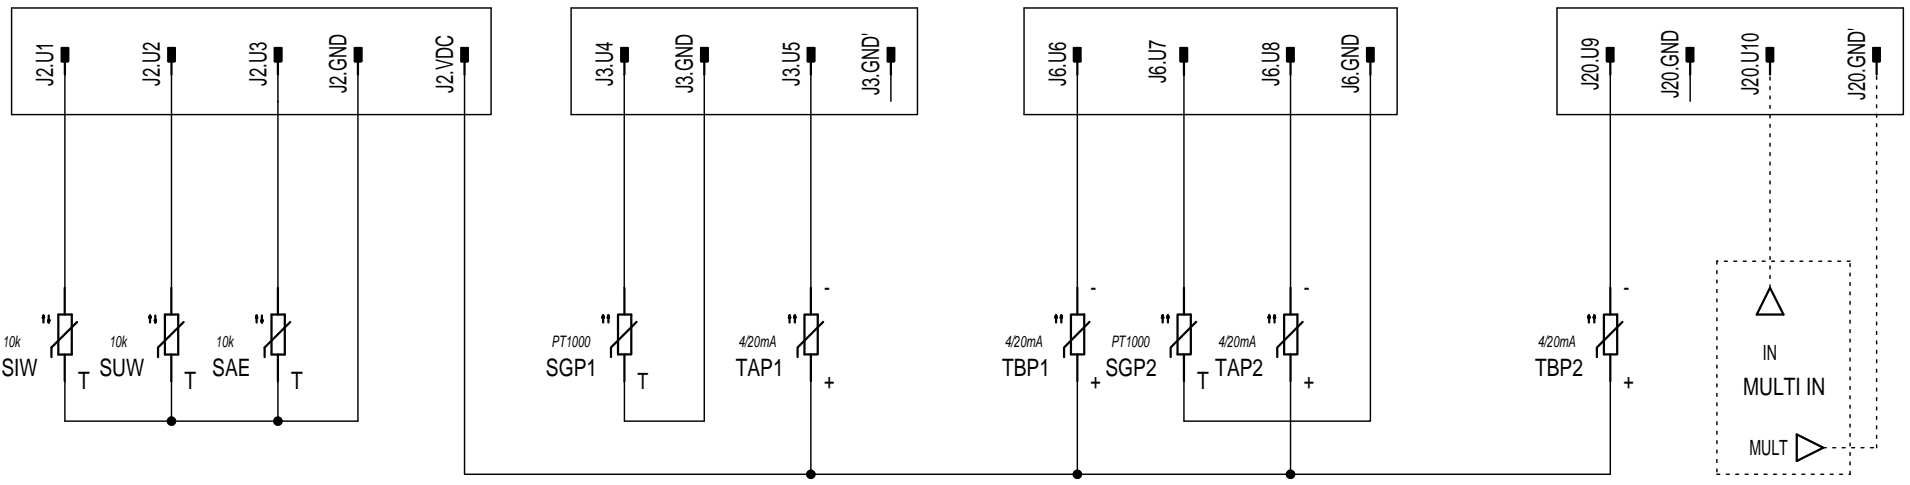 J2.U1
J2.U2
J2.U3
J2.GND
J2.VDC
J3.U4
J3.GND
J3.U5
J3.GND'
J6.U6
J6.U7
J6.U8
J6.GND
J20.U9
J20.GND
J20.U10
J20.GND'
10k
SIW
T
10k
SUW
T
10k
SAE
T
PT1000
SGP1
T
-
4/20mA
TAP1
+
-
4/20mA
TBP1
+
PT1000
SGP2
T
-
4/20mA
TAP2
+
-
4/20mA
TBP2
+
IN
MULTI IN
MULT